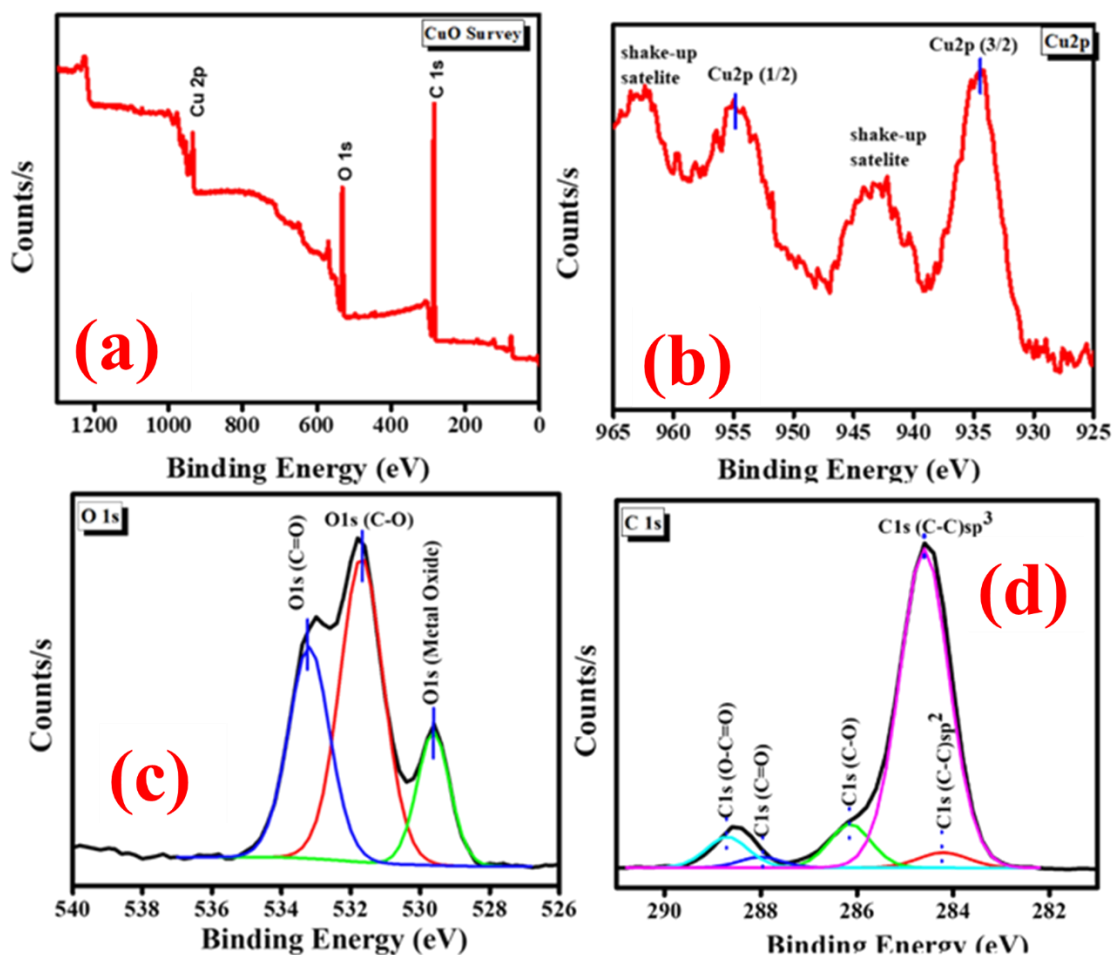 CuO Survey
Cu 2p
O 1s
C 1s
Counts/s
(a)
1200 1000 800 600 400 200 0
Binding Energy (eV)
Cu2p
shake-up
satelite
Cu2p (1/2)
shake-up
satelite
Cu2p (3/2)
Counts/s
(b)
965 960 955 950 945 940 935 930 925
Binding Energy (eV)
O 1s
O1s (C=O)
O1s (C-O)
O1s (Metal Oxide)
Counts/s
(c)
540 538 536 534 532 530 528 526
Binding Energy (eV)
C 1s
C1s (O-C=O)
C1s (C=O)
C1s (C-O)
C1s (C-C)sp³
C1s (C-C)sp²
Counts/s
(d)
290 288 286 284 282
Binding Energy (eV)